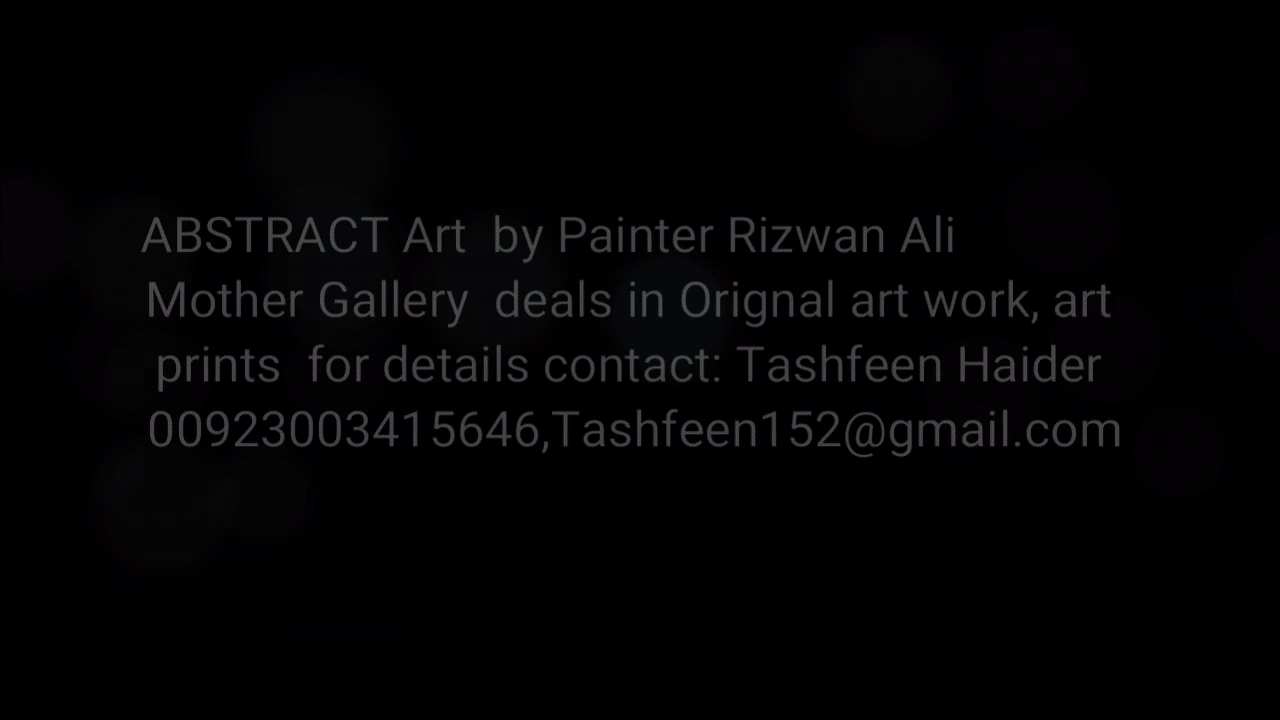 ABSTRACT Art  by Painter Rizwan Ali
Mother Gallery  deals in Orignal art work, art
prints  for details contact: Tashfeen Haider
00923003415646,Tashfeen152@gmail.com